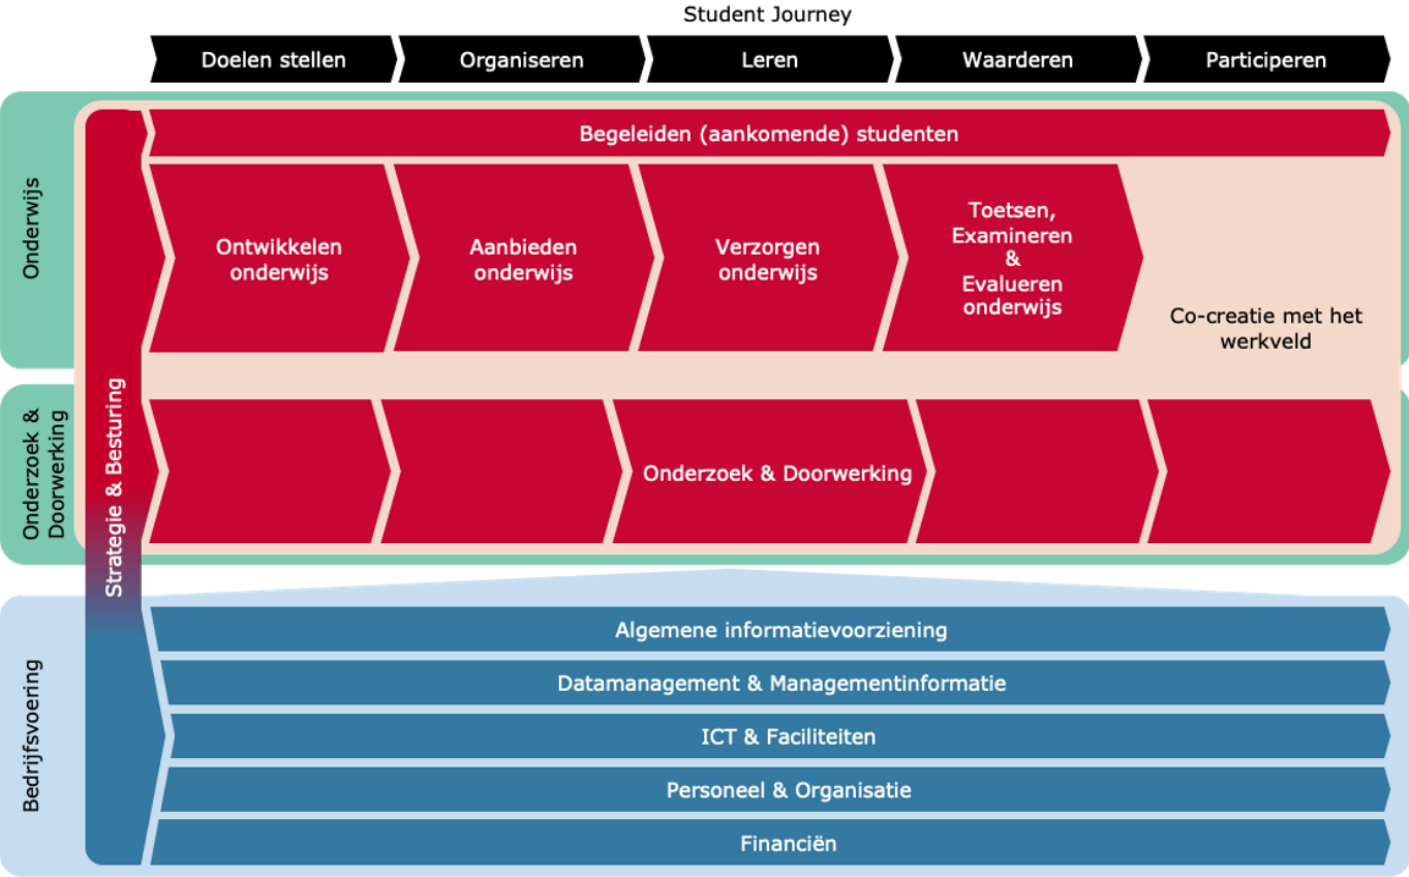 Student Journey
Doelen stellen
Organiseren
Leren
Waarderen
Participeren
Onderwijs
Begeleiden (aankomende) studenten
Ontwikkelen
onderwijs
Aanbieden
onderwijs
Verzorgen
onderwijs
Toetsen,
Examineren
&
Evalueren
onderwijs
Co-creatie met het
werkveld
Strategie & Besturing
Onderzoek &
Doorwerking
Onderzoek & Doorwerking
Bedrijfsvoering
Algemene informatievoorziening
Datamanagement & Managementinformatie
ICT & Faciliteiten
Personeel & Organisatie
Financiën